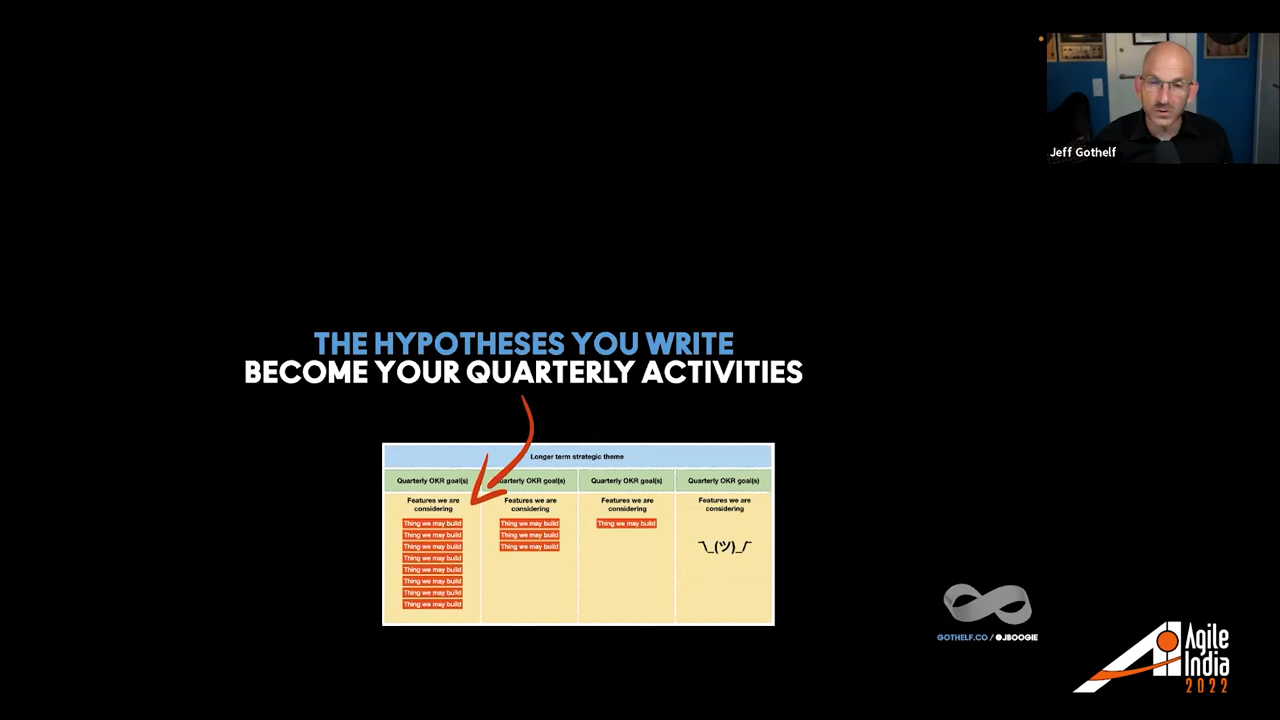 Jeff Gothelf
THE HYPOTHESES YOU WRITE
BECOME YOUR QUARTERLY ACTIVITIES
Longer term strategic theme
Quarterly OKR goal(s)
Quarterly OKR goal(s)
Quarterly OKR goal(s)
Quarterly OKR goal(s)
Features we are
considering
Thing we may build
Thing we may build
Thing we may build
Thing we may build
Thing we may build
Thing we may build
Thing we may build
Thing we may build
Features we are
considering
Thing we may build
Thing we may build
Thing we may build
Features we are
considering
Thing we may build
Features we are
considering
¯\_(ツ)_/¯
GOTHELF.CO / @JBOOGIE
Agile
India
2022